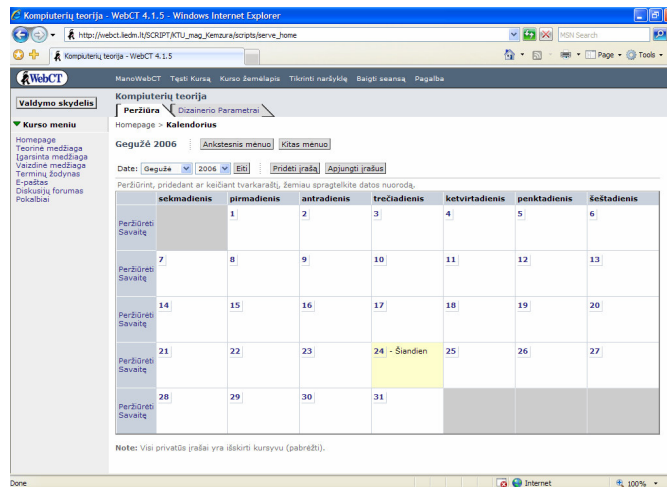 Kompiuterių teorija - WebCT 4.1.5 - Windows Internet Explorer
http://webct.liedm.lt/SCRIPT/KTU_mag_Kemzura/scripts/serve_home
MSN Search
Kompiuterių teorija - WebCT 4.1.5
Page Tools
WebCT ManoWebCT Tęsti Kursą Kurso žemėlapis Tikrinti naršyklę Baigti seansą Pagalba
Valdymo skydelis
Kompiuterių teorija
Peržiūra Dizainerio Parametrai
Kurso meniu
Homepage > Kalendorius
Homepage
Teorinė medžiaga
Įgarsinta medžiaga
Vaizdinė medžiaga
Terminų žodynas
E-paštas
Diskusijų forumas
Pokalbiai
Gegužė 2006 Ankstesnis mėnuo Kitas mėnuo
Date: Gegužė 2006 Eiti Pridėti įrašą Apjungti įrašus
Peržiūrint, pridedant ar keičiant tvarkaraštį, žemiau spragtelkite datos nuorodą.
sekmadienis pirmadienis antradienis trečiadienis ketvirtadienis penktadienis šeštadienis
Peržiūrėti Savaitę 1 2 3 4 5 6
Peržiūrėti Savaitę 7 8 9 10 11 12 13
Peržiūrėti Savaitę 14 15 16 17 18 19 20
Peržiūrėti Savaitę 21 22 23 24 - Šiandien 25 26 27
Peržiūrėti Savaitę 28 29 30 31
Note: Visi privatūs įrašai yra išskirti kursyvu (pabrėžti).
Done Internet 100%